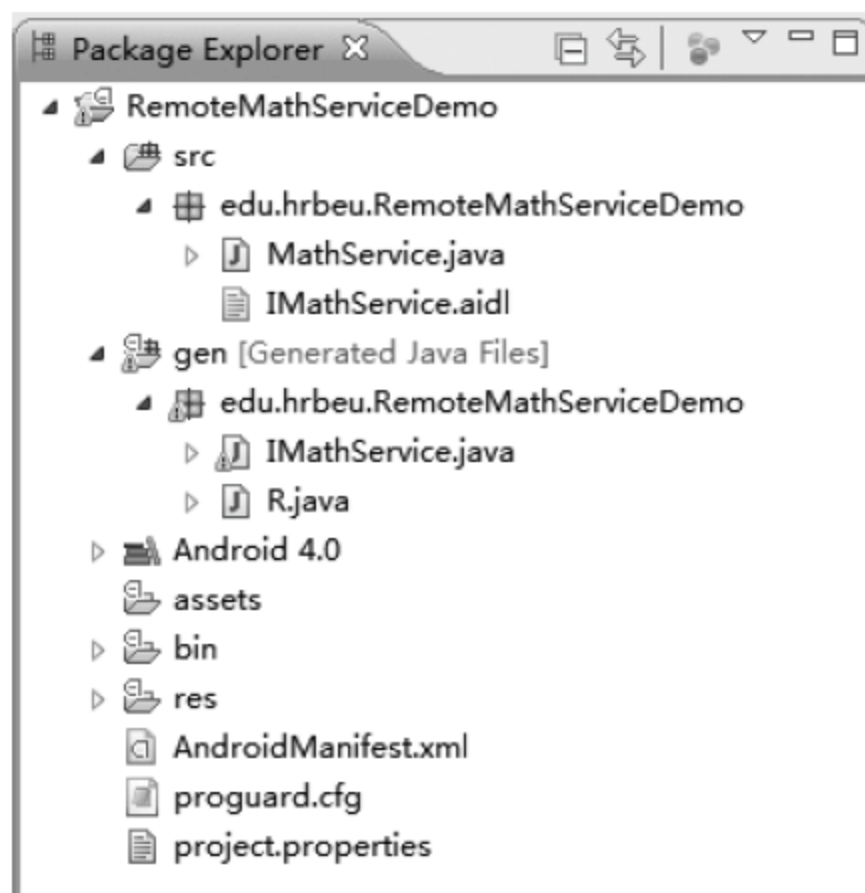 Package Explorer
RemoteMathServiceDemo
src
edu.hrbeu.RemoteMathServiceDemo
MathService.java
IMathService.aidl
gen [Generated Java Files]
edu.hrbeu.RemoteMathServiceDemo
IMathService.java
R.java
Android 4.0
assets
bin
res
AndroidManifest.xml
proguard.cfg
project.properties